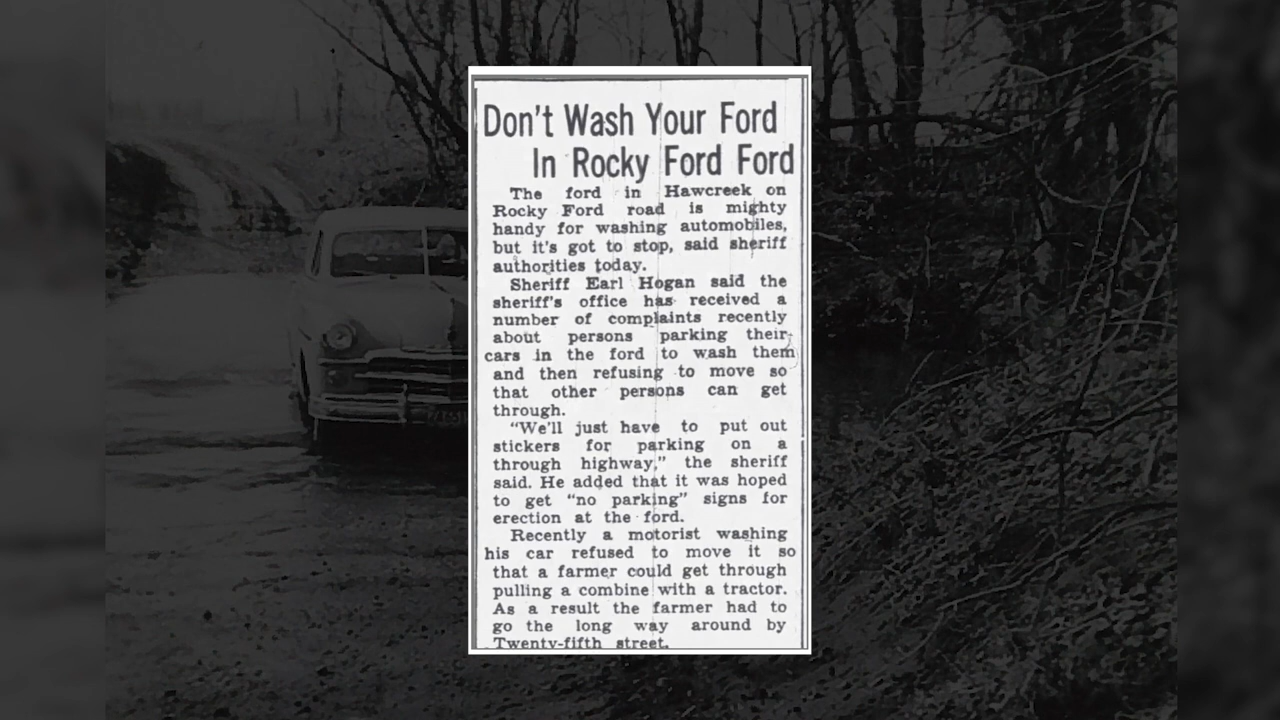 Don't Wash Your Ford
In Rocky Ford Ford
The ford in Hawcreek on
Rocky Ford road is mighty
handy for washing automobiles,
but it's got to stop, said sheriff
authorities today.
Sheriff Earl Hogan said the
sheriff's office has received a
number of complaints recently
about persons parking their
cars in the ford to wash them
and then refusing to move so
that other persons can get
through.
"We'll just have to put out
stickers for parking on a
through highway," the sheriff
said. He added that it was hoped
to get "no parking" signs for
erection at the ford.
Recently a motorist washing
his car refused to move it so
that a farmer could get through
pulling a combine with a tractor.
As a result the farmer had to
go the long way around by
Twenty-fifth street.